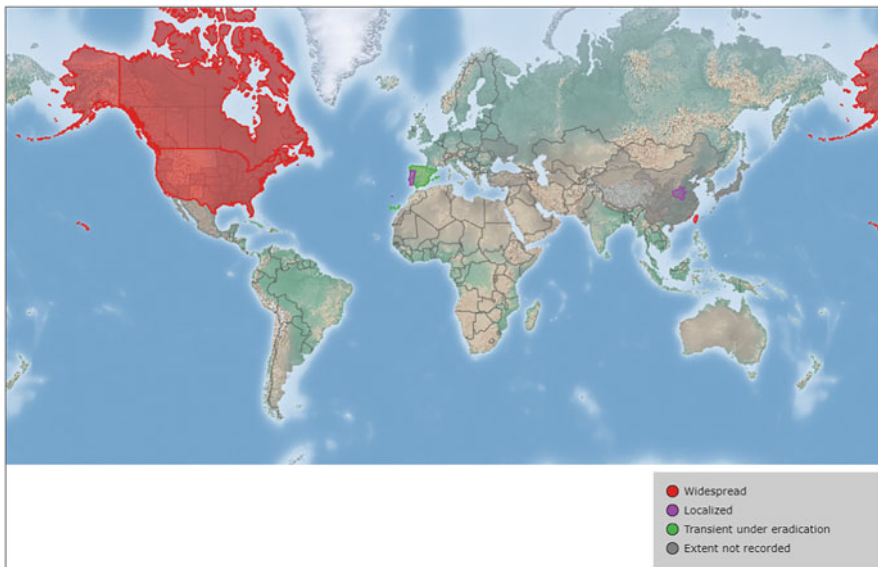 Widespread
Localized
Transient under eradication
Extent not recorded